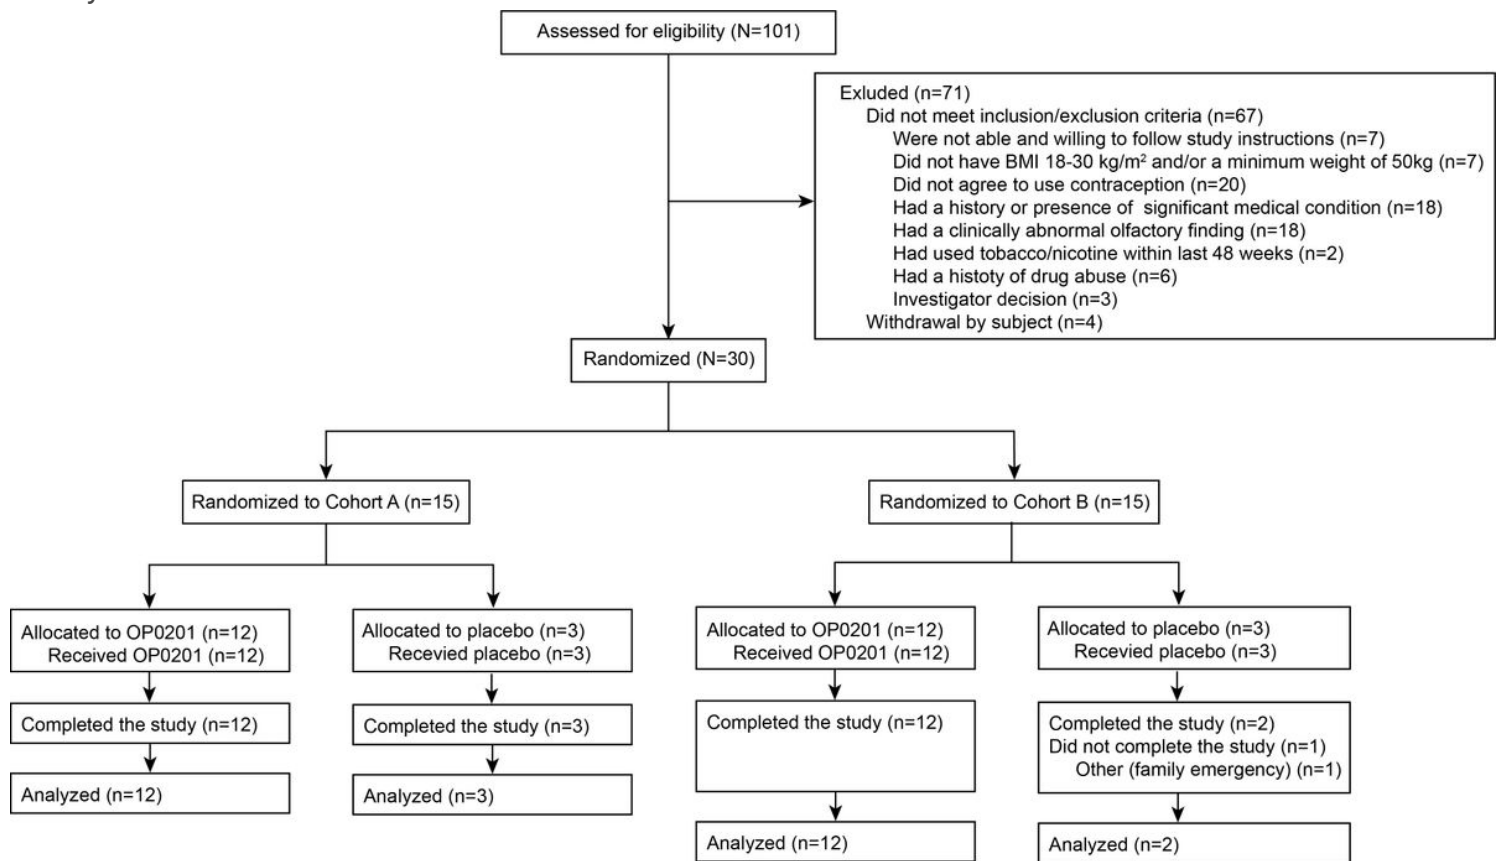 Assessed for eligibility (N=101)
Exluded (n=71)
Did not meet inclusion/exclusion criteria (n=67)
Were not able and willing to follow study instructions (n=7)
Did not have BMI 18-30 kg/m² and/or a minimum weight of 50kg (n=7)
Did not agree to use contraception (n=20)
Had a history or presence of significant medical condition (n=18)
Had a clinically abnormal olfactory finding (n=18)
Had used tobacco/nicotine within last 48 weeks (n=2)
Had a histoty of drug abuse (n=6)
Investigator decision (n=3)
Withdrawal by subject (n=4)
Randomized (N=30)
Randomized to Cohort A (n=15)
Randomized to Cohort B (n=15)
Allocated to OP0201 (n=12)
Received OP0201 (n=12)
Allocated to placebo (n=3)
Recevied placebo (n=3)
Allocated to OP0201 (n=12)
Received OP0201 (n=12)
Allocated to placebo (n=3)
Recevied placebo (n=3)
Completed the study (n=12)
Completed the study (n=3)
Completed the study (n=12)
Completed the study (n=2)
Did not complete the study (n=1)
Other (family emergency) (n=1)
Analyzed (n=12)
Analyzed (n=3)
Analyzed (n=12)
Analyzed (n=2)